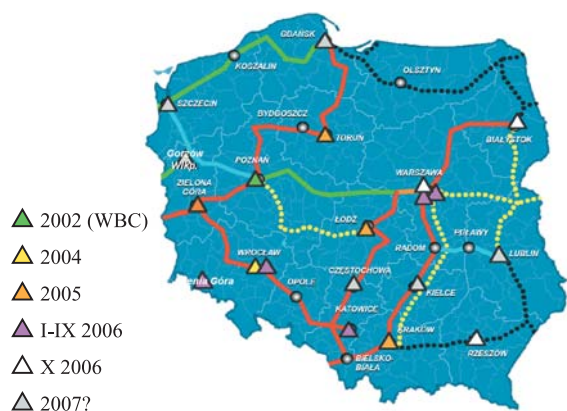 GDAŃSK
KOSZALIN
OLSZTYN
SZCZECIN
BYDGOSZCZ
TORUŃ
BIAŁYSTOK
Gorzów
Wlkp.
POZNAŃ
WARSZAWA
ZIELONA
GÓRA
ŁÓDŹ
RADOM
PUŁAWY
LUBLIN
WROCŁAW
OPOLE
CZĘSTOCHOWA
KIELCE
enia Góra
KATOWICE
KRAKÓW
RZESZÓW
BIELSKO-
BIAŁA
2002 (WBC)
2004
2005
I-IX 2006
X 2006
2007?